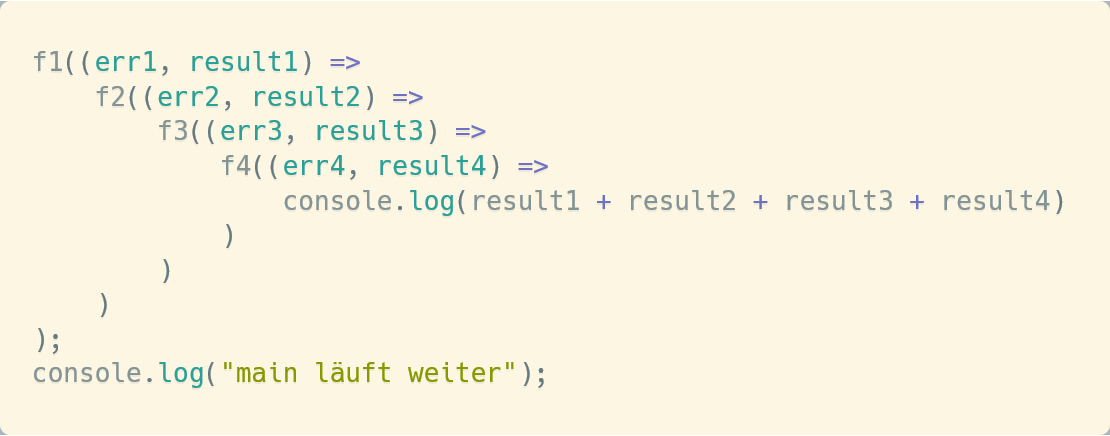 f1((err1, result1) =>
    f2((err2, result2) =>
        f3((err3, result3) =>
            f4((err4, result4) =>
                console.log(result1 + result2 + result3 + result4)
            )
        )
    )
);
console.log("main läuft weiter");